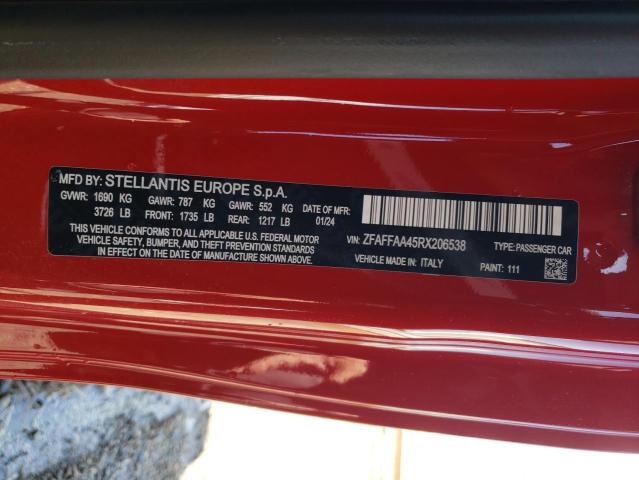 MFD BY: STELLANTIS EUROPE S.p.A.
GVWR: 1690 KG GAWR: 787 KG GAWR: 552 KG DATE OF MFR:
3726 LB FRONT: 1735 LB REAR: 1217 LB 01/24
THIS VEHICLE CONFORMS TO ALL APPLICABLE U.S. FEDERAL MOTOR
VEHICLE SAFETY, BUMPER, AND THEFT PREVENTION STANDARDS
IN EFFECT ON THE DATE OF MANUFACTURE SHOWN ABOVE.
VIN: ZFAFFAA45RX206538 TYPE: PASSENGER CAR
VEHICLE MADE IN: ITALY PAINT: 111